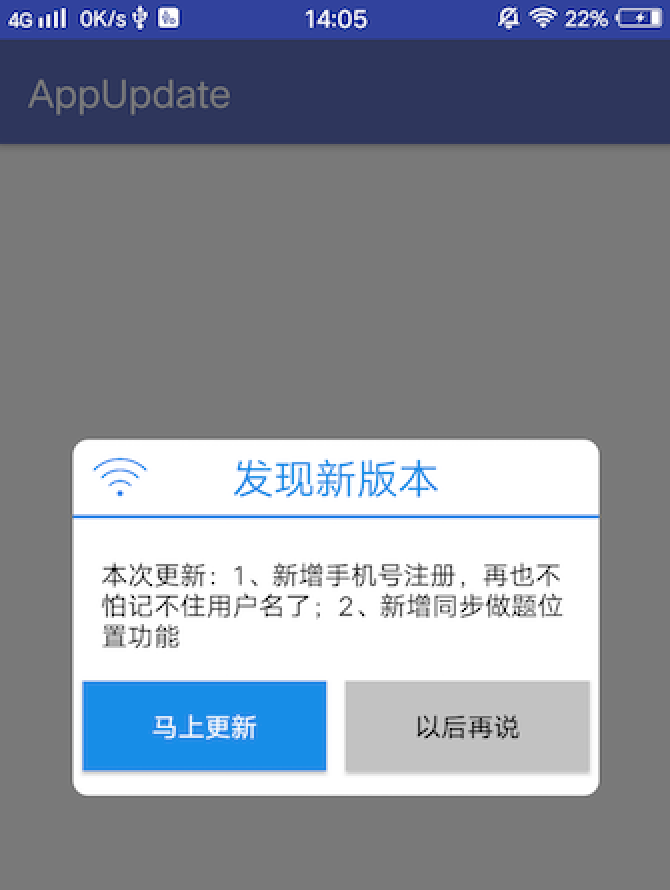 4G 0K/s 14:05 22%
AppUpdate
发现新版本
本次更新：1、新增手机号注册，再也不
怕记不住用户名了；2、新增同步做题位
置功能
马上更新 以后再说